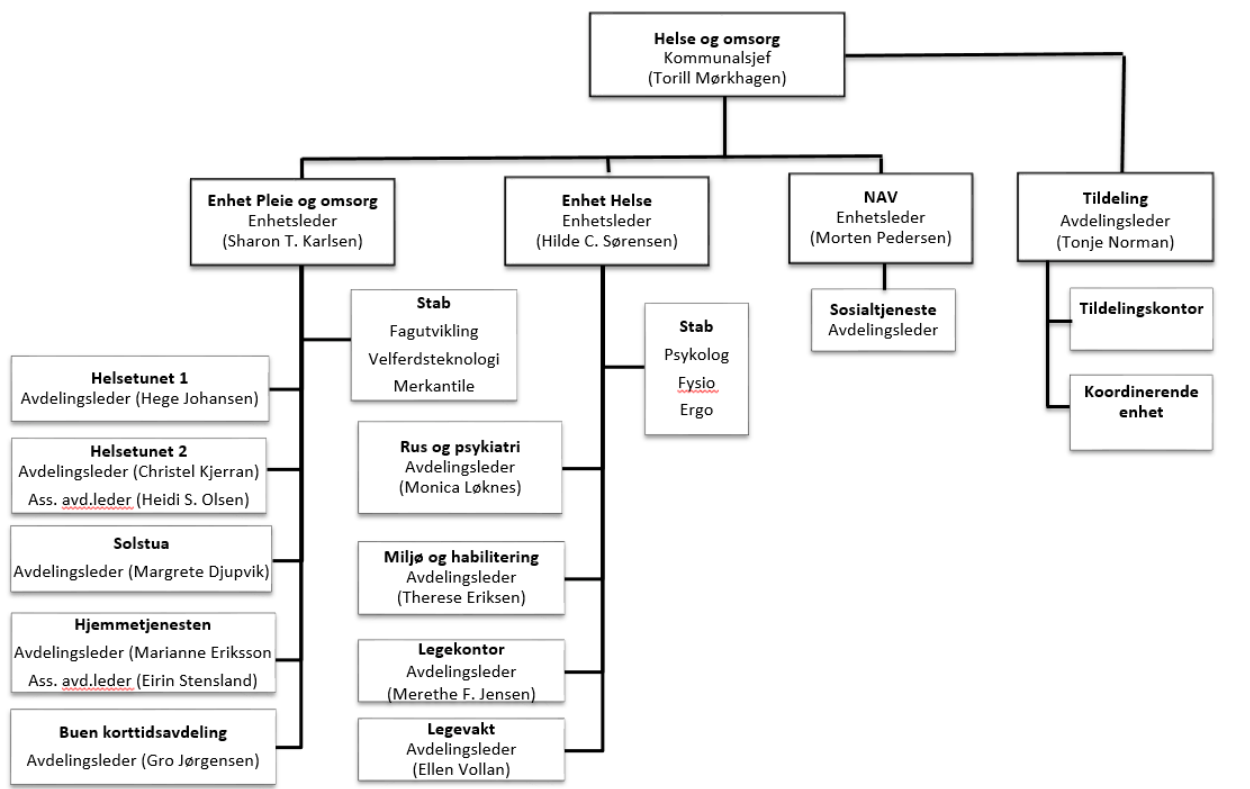 Helse og omsorg
Kommunalsjef
(Torill Mørkhagen)
Enhet Pleie og omsorg
Enhetsleder
(Sharon T. Karlsen)
Enhet Helse
Enhetsleder
(Hilde C. Sørensen)
NAV
Enhetsleder
(Morten Pedersen)
Tildeling
Avdelingsleder
(Tonje Norman)
Stab
Fagutvikling
Velferdsteknologi
Merkantile
Helsetunet 1
Avdelingsleder (Hege Johansen)
Helsetunet 2
Avdelingsleder (Christel Kjerran)
Ass. avd.leder (Heidi S. Olsen)
Solstua
Avdelingsleder (Margrete Djupvik)
Hjemmetjenesten
Avdelingsleder (Marianne Eriksson
Ass. avd.leder (Eirin Stensland)
Buen korttidsavdeling
Avdelingsleder (Gro Jørgensen)
Stab
Psykolog
Fysio
Ergo
Rus og psykiatri
Avdelingsleder
(Monica Løknes)
Miljø og habilitering
Avdelingsleder
(Therese Eriksen)
Legekontor
Avdelingsleder
(Merethe F. Jensen)
Legevakt
Avdelingsleder
(Ellen Vollan)
Sosialtjeneste
Avdelingsleder
Tildelingskontor
Koordinerende
enhet